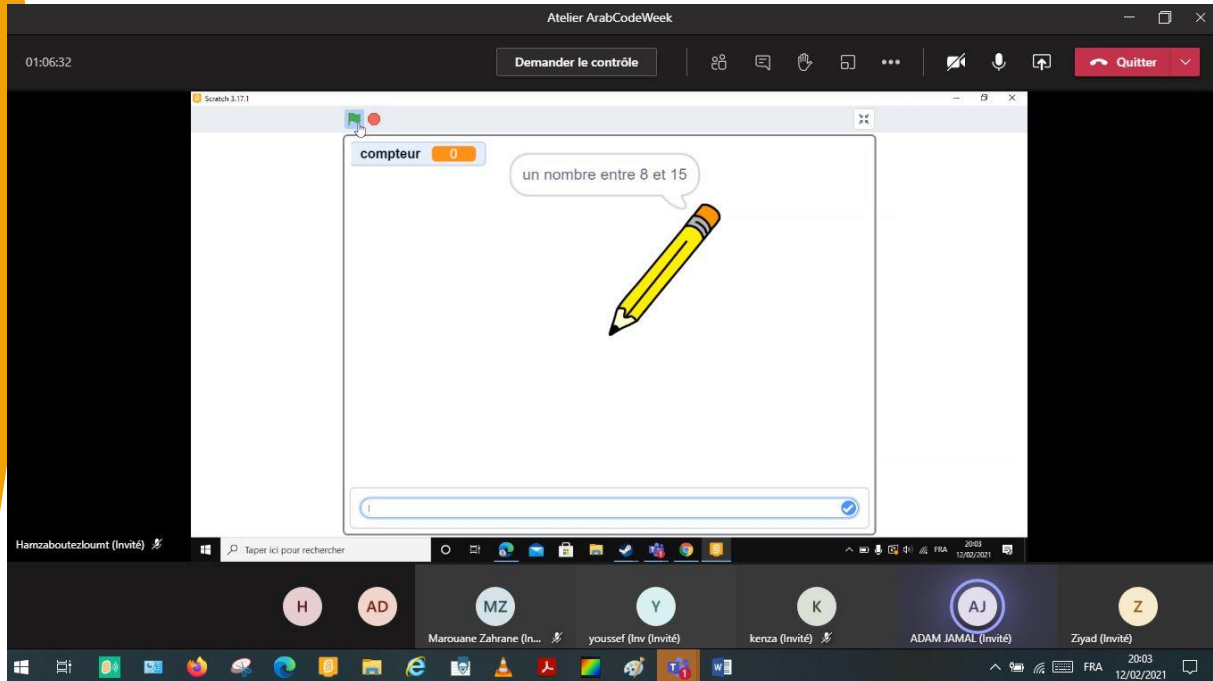 Atelier ArabCodeWeek
01:06:32
Demander le contrôle
Quitter
Scratch 3.17.1
compteur 0
un nombre entre 8 et 15
Hamzaboutezloumt (Invité)
Taper ici pour rechercher
FRA
20:03
12/02/2021
H
AD
MZ
Y
K
AJ
Z
Marouane Zahrane (In...
youssef (Inv (Invité)
kenza (Invité)
ADAM JAMAL (Invité)
Ziyad (Invité)
FRA
20:03
12/02/2021